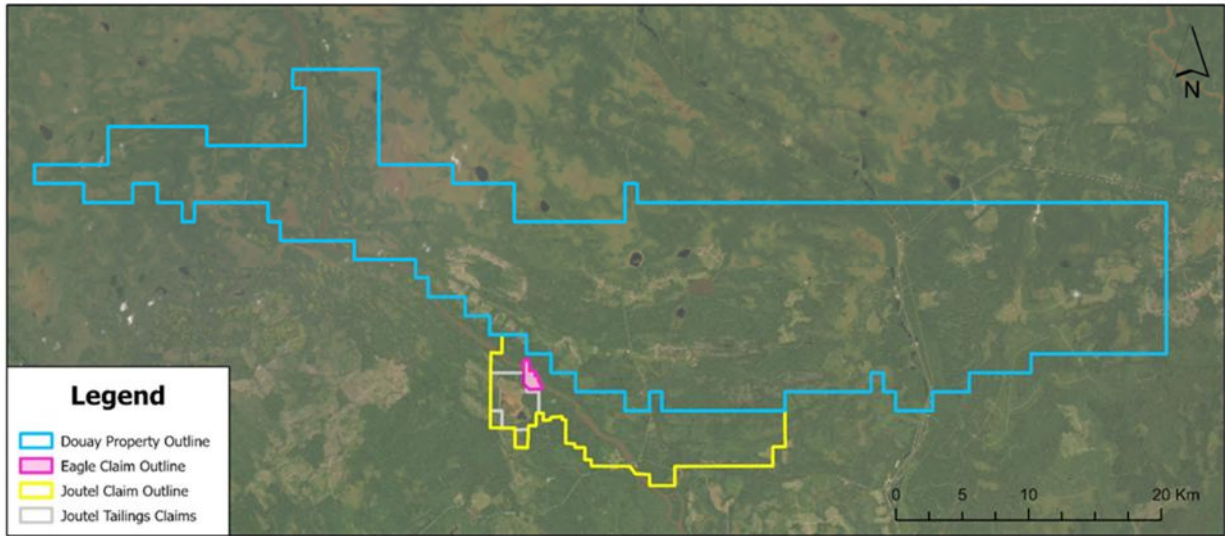 N
Legend
Douay Property Outline
Eagle Claim Outline
Joutel Claim Outline
Joutel Tailings Claims
0 5 10 20 Km